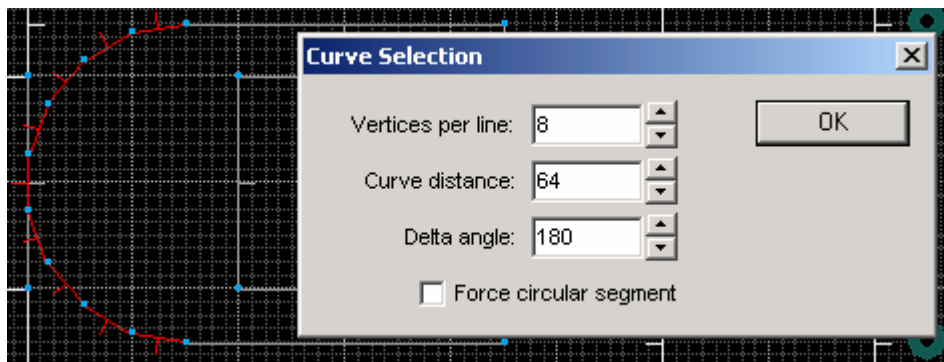 Curve Selection
Vertices per line: 8
OK
Curve distance: 64
Delta angle: 180
Force circular segment